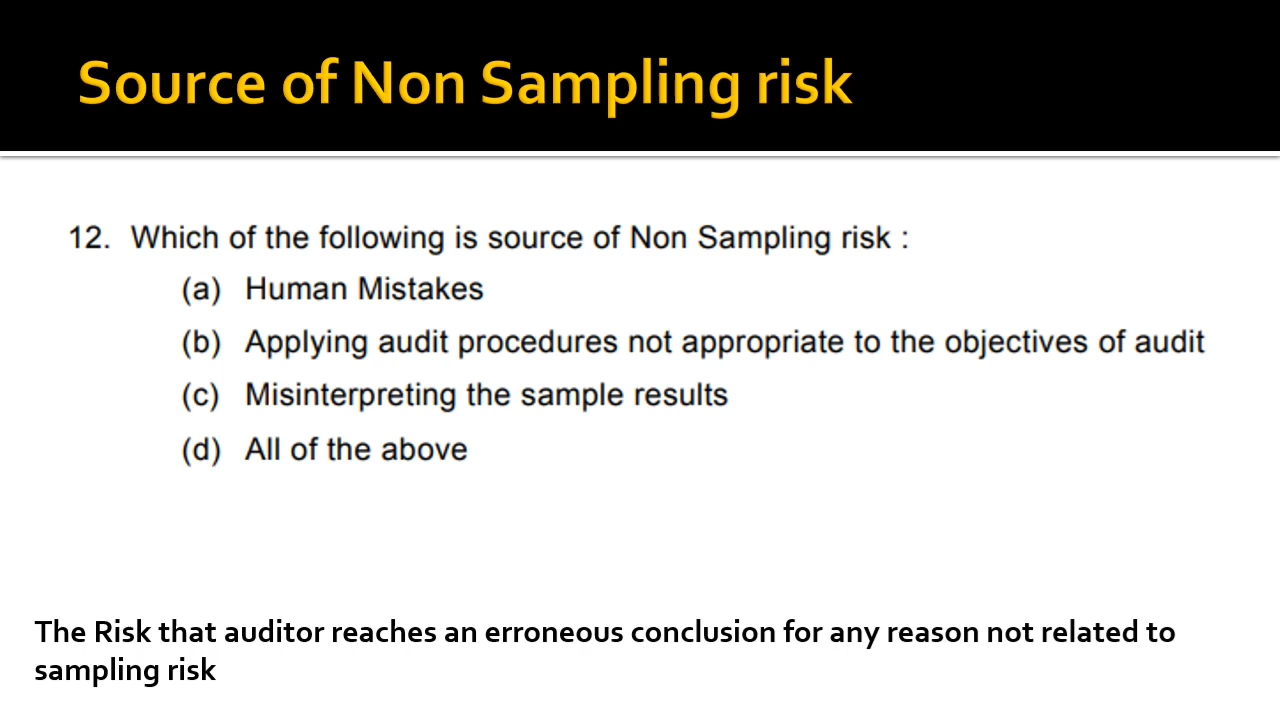 Source of Non Sampling risk
12. Which of the following is source of Non Sampling risk :
(a) Human Mistakes
(b) Applying audit procedures not appropriate to the objectives of audit
(c) Misinterpreting the sample results
(d) All of the above
The Risk that auditor reaches an erroneous conclusion for any reason not related to
sampling risk